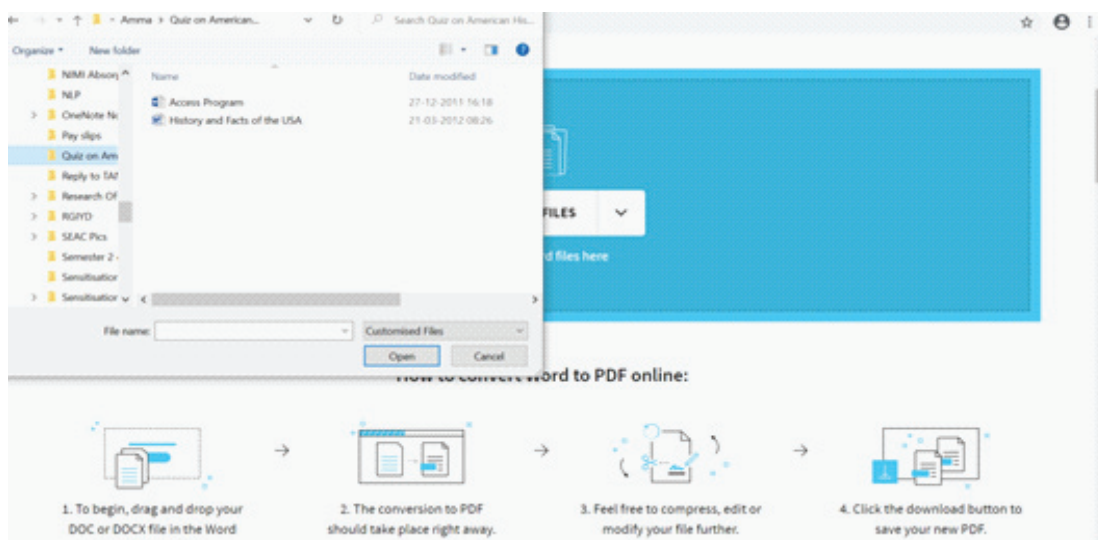 Amma › Quiz on American...
Search Quiz on American His...
Organize
New folder
NIMI Absorp
NLP
OneNote No
Pay slips
Quiz on Am
Reply to TAN
Research Of
RGIYD
SEAC Pics
Semester 2 -
Sensitisation
Sensitisation
Name
Date modified
Access Program
27-12-2011 16:18
History and Facts of the USA
21-03-2012 08:26
File name:
Customised Files
Open
Cancel
FILES
d files here
How to convert Word to PDF online:
1. To begin, drag and drop your
DOC or DOCX file in the Word
2. The conversion to PDF
should take place right away.
3. Feel free to compress, edit or
modify your file further.
4. Click the download button to
save your new PDF.